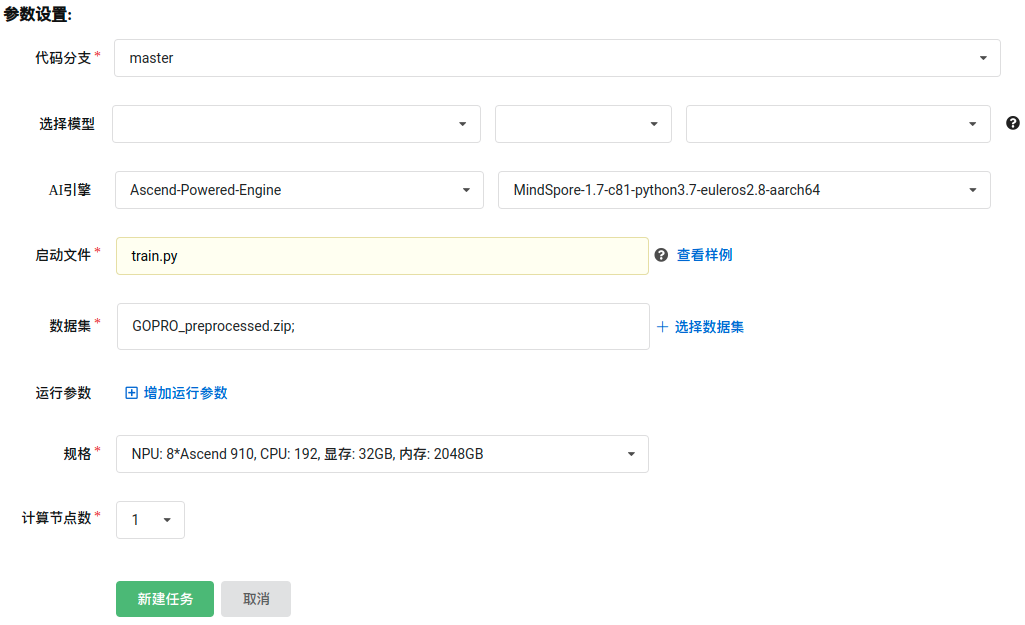 参数设置:
代码分支* master
选择模型
AI引擎 Ascend-Powered-Engine MindSpore-1.7-c81-python3.7-euleros2.8-aarch64
启动文件* train.py 查看样例
数据集* GOPRO_preprocessed.zip; + 选择数据集
运行参数 增加运行参数
规格* NPU: 8*Ascend 910, CPU: 192, 显存: 32GB, 内存: 2048GB
计算节点数* 1
新建任务 取消